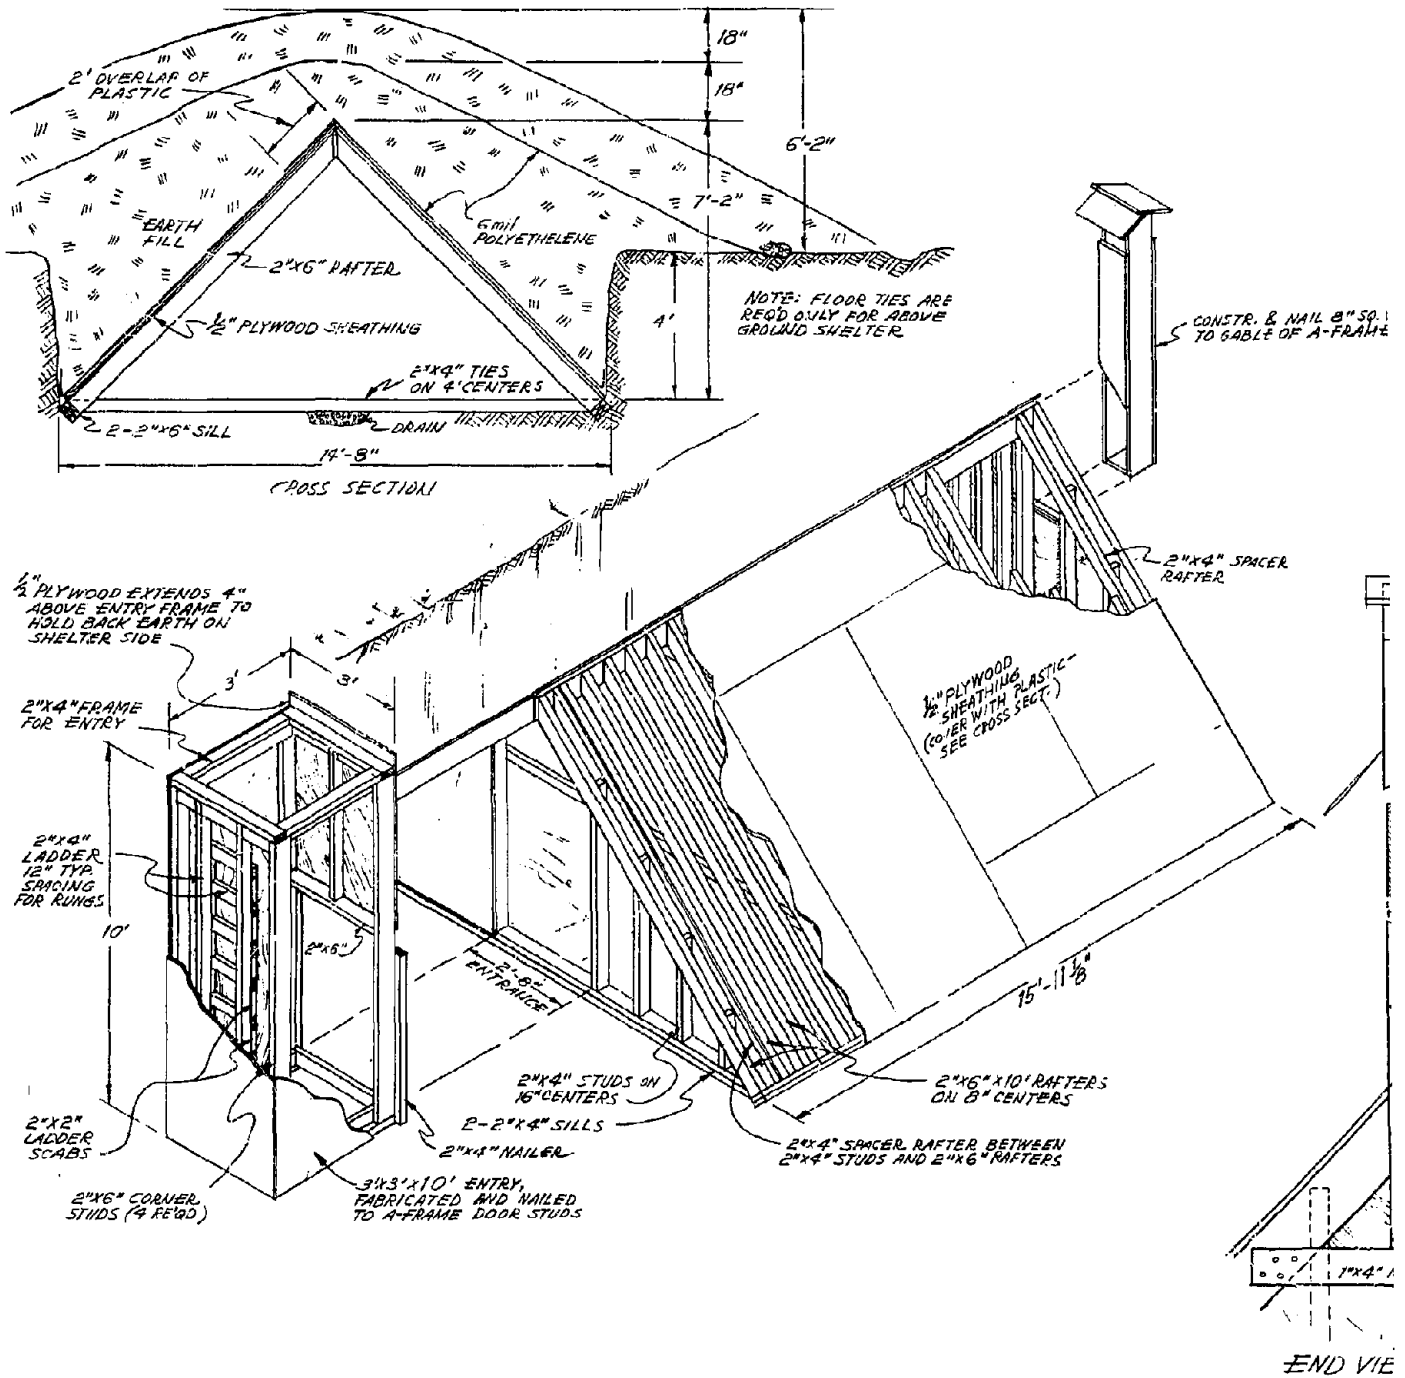 18"
2' OVERLAP OF
PLASTIC
18"
6'-2"
7'-2"
EARTH
FILL
6 mil
POLYETHELENE
2"X6" RAFTER
1/2" PLYWOOD SHEATHING
4'
NOTE: FLOOR TIES ARE
REQ'D ONLY FOR ABOVE
GROUND SHELTER
2"X4" TIES
ON 4' CENTERS
2-2"X6" SILL
DRAIN
14'-8"
CROSS SECTION
CONSTR. & NAIL 8" SQ.
TO GABLE OF A-FRAME
2"X4" SPACER
RAFTER
1/2" PLYWOOD EXTENDS 4"
ABOVE ENTRY FRAME TO
HOLD BACK EARTH ON
SHELTER SIDE
3'
3'
2"X4" FRAME
FOR ENTRY
1/2" PLYWOOD
SHEATHING
(COVER WITH PLASTIC-
SEE CROSS SECT.)
2"X4"
LADDER
12" TYP.
SPACING
FOR RUNGS
10'
2"X6"
2'-8"
ENTRANCE
15'-11 1/8"
2"X4" STUDS ON
16" CENTERS
2-2"X4" SILLS
2"X6"X10' RAFTERS
ON 8" CENTERS
2"X4" SPACER RAFTER BETWEEN
2"X4" STUDS AND 2"X6" RAFTERS
2"X2"
LADDER
SCABS
2"X4" NAILER
2"X6" CORNER
STUDS (4 REQD)
3'X3'X10' ENTRY,
FABRICATED AND NAILED
TO A-FRAME DOOR STUDS
1"X4"
END